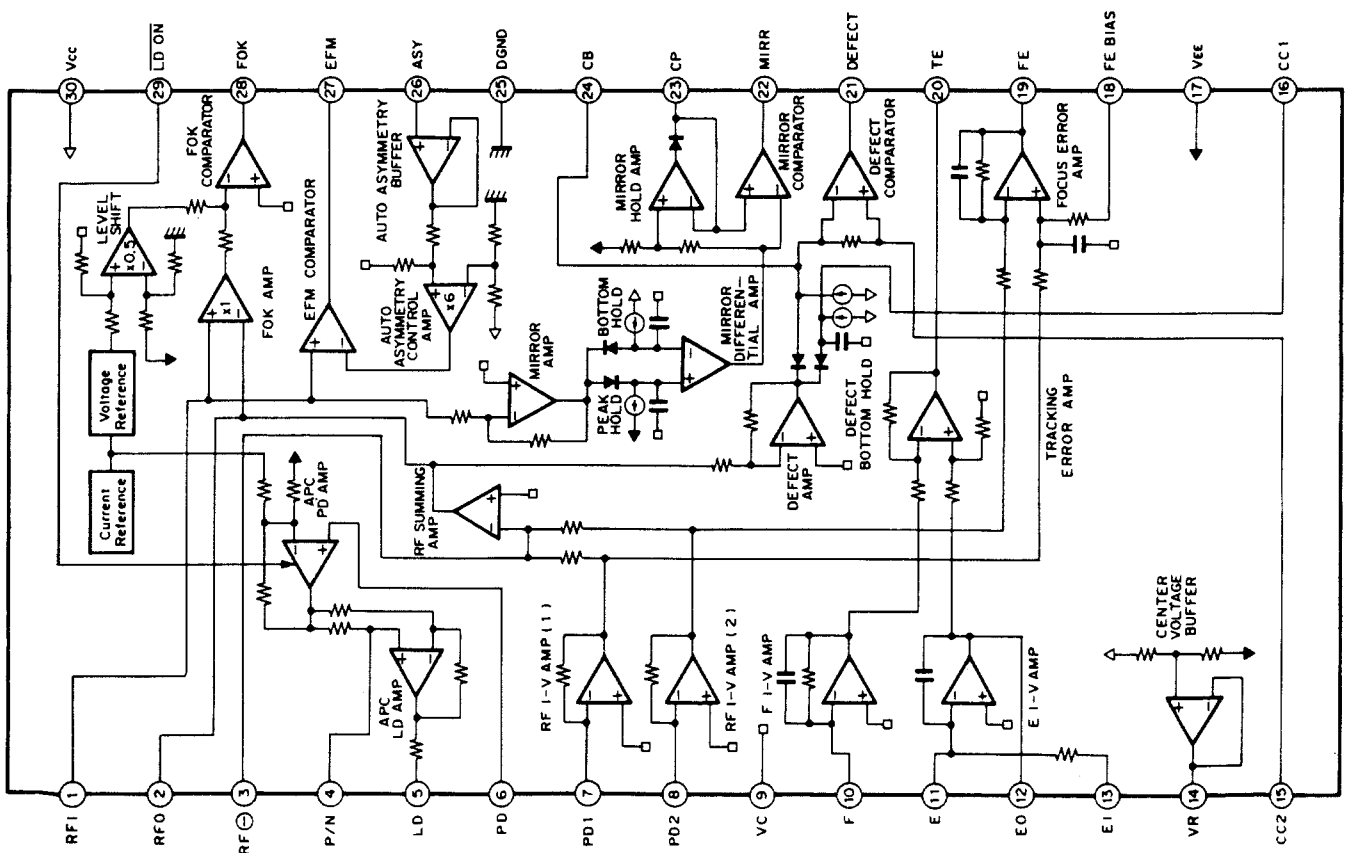 30 Vcc
29 LD ON
28 FOK
27 EFM
26 ASY
25 DGND
24 CB
23 CP
22 MIRR
21 DEFECT
20 TE
19 FE
18 FE BIAS
17 VEE
16 CC1
FOK
COMPARATOR
LEVEL
SHIFT
×0.5
×1
FOK AMP
Voltage
Reference
Current
Reference
EFM COMPARATOR
AUTO ASYMMETRY
BUFFER
×6
AUTO
ASYMMETRY
CONTROL
AMP
MIRROR
AMP
BOTTOM
HOLD
PEAK
HOLD
MIRROR
DIFFEREN-
TIAL AMP
MIRROR
HOLD AMP
MIRROR
COMPARATOR
DEFECT
COMPARATOR
DEFECT
AMP
DEFECT
BOTTOM HOLD
FOCUS ERROR
AMP
TRACKING
ERROR AMP
APC
PD AMP
APC
LD AMP
RF SUMMING
AMP
RF I-V AMP (1)
RF I-V AMP (2)
F I-V AMP
E I-V AMP
CENTER
VOLTAGE
BUFFER
RFI 1
RFO 2
RF⊖ 3
P/N 4
LD 5
PD 6
PD1 7
PD2 8
VC 9
F 10
E 11
EO 12
EI 13
VR 14
CC2 15